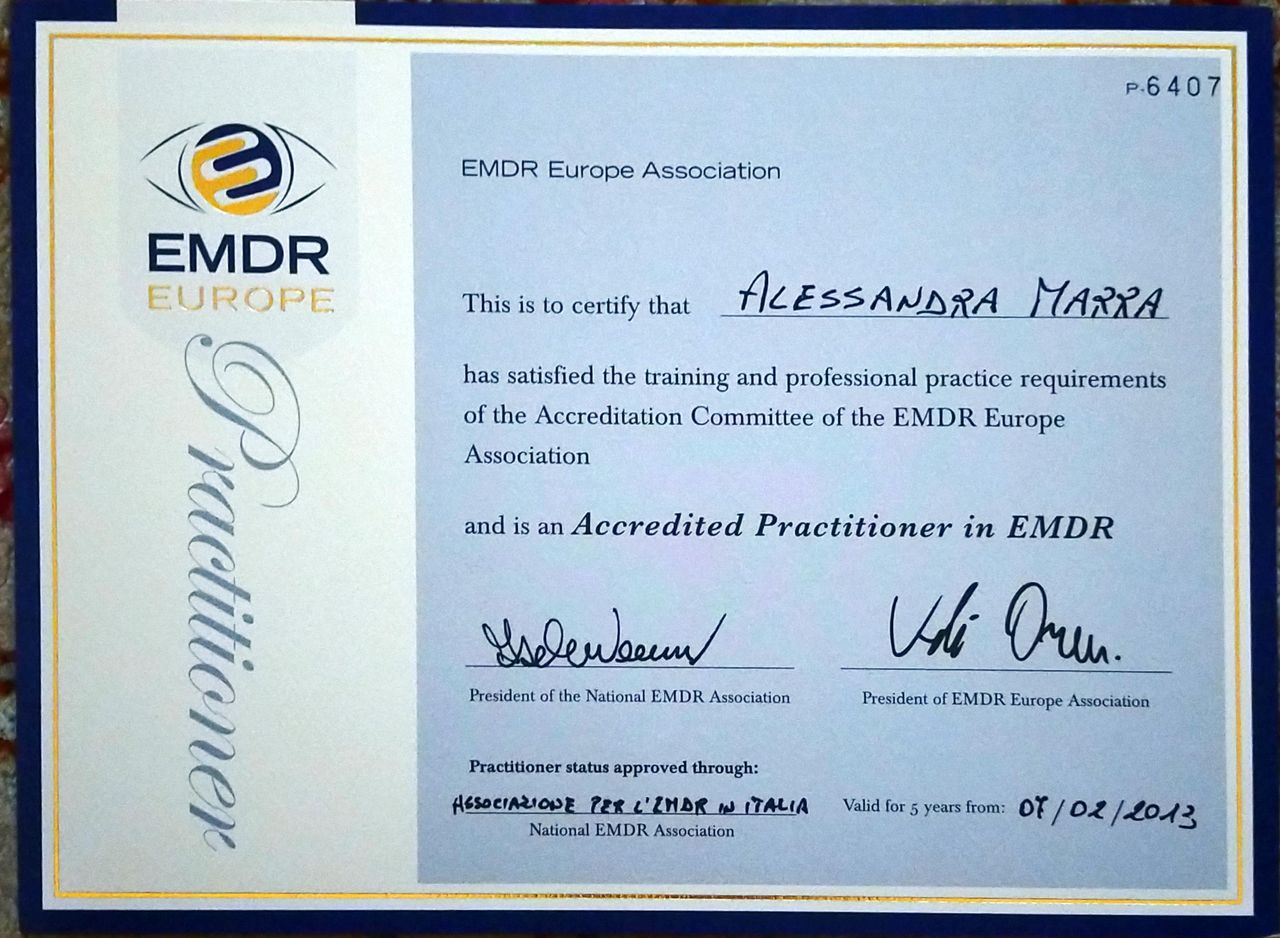 P-6407
EMDR
EUROPE
Practitioner
EMDR Europe Association
This is to certify that ALESSANDRA MARRA
has satisfied the training and professional practice requirements
of the Accreditation Committee of the EMDR Europe
Association
and is an Accredited Practitioner in EMDR
President of the National EMDR Association
President of EMDR Europe Association
Practitioner status approved through:
ASSOCIAZIONE PER L'EMDR IN ITALIA
National EMDR Association
Valid for 5 years from: 07/02/2013